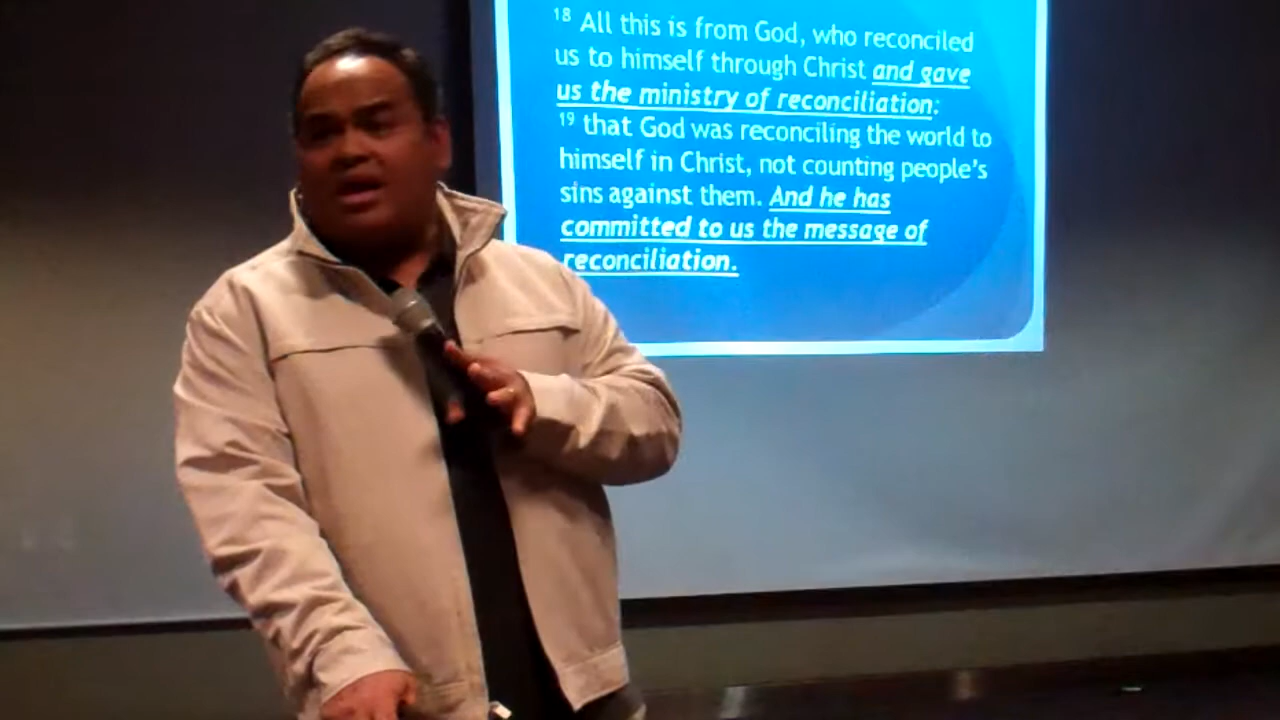 18 All this is from God, who reconciled
us to himself through Christ and gave
us the ministry of reconciliation:
19 that God was reconciling the world to
himself in Christ, not counting people's
sins against them. And he has
committed to us the message of
reconciliation.